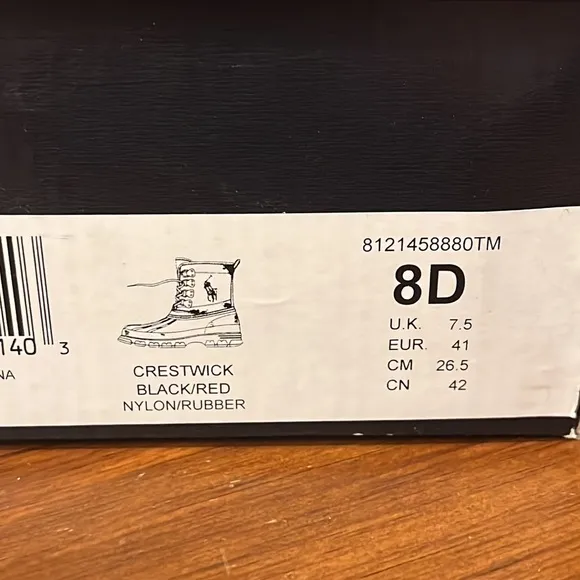 140 3
NA
CRESTWICK
BLACK/RED
NYLON/RUBBER
8121458880TM
8D
U.K. 7.5
EUR. 41
CM 26.5
CN 42